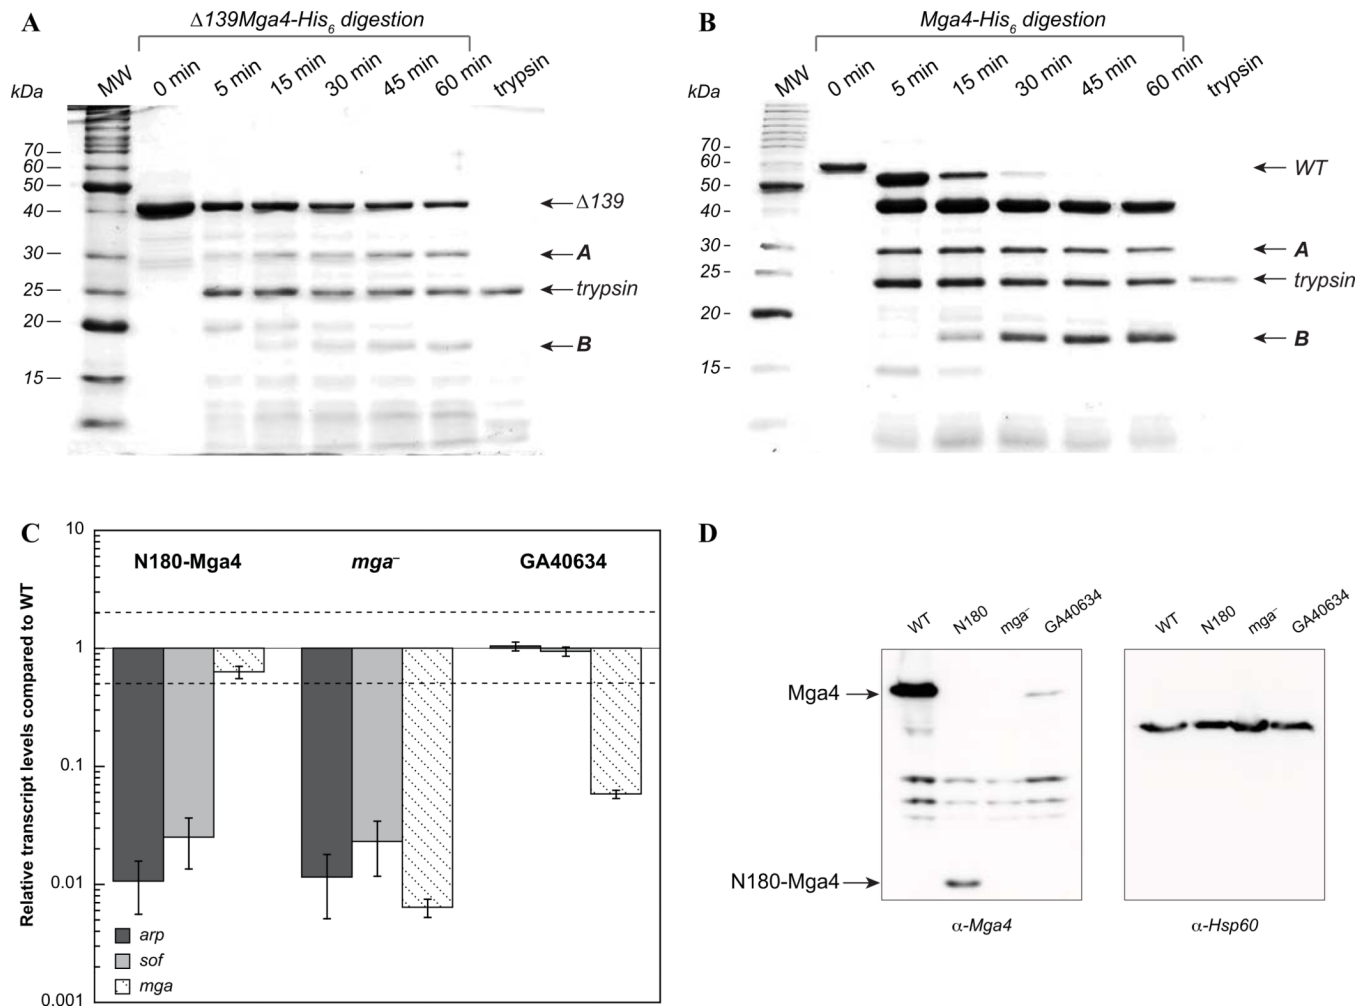 A
Δ139Mga4-His6 digestion
kDa
MW
0 min
5 min
15 min
30 min
45 min
60 min
trypsin
70
60
50
40
30
25
20
15
Δ139
A
trypsin
B
B
Mga4-His6 digestion
kDa
MW
0 min
5 min
15 min
30 min
45 min
60 min
trypsin
70
60
50
40
30
25
20
15
WT
A
trypsin
B
C
Relative transcript levels compared to WT
10
1
0.1
0.01
0.001
N180-Mga4
mga–
GA40634
arp
sof
mga
D
WT
N180
mga–
GA40634
WT
N180
mga–
GA40634
Mga4
N180-Mga4
α-Mga4
α-Hsp60